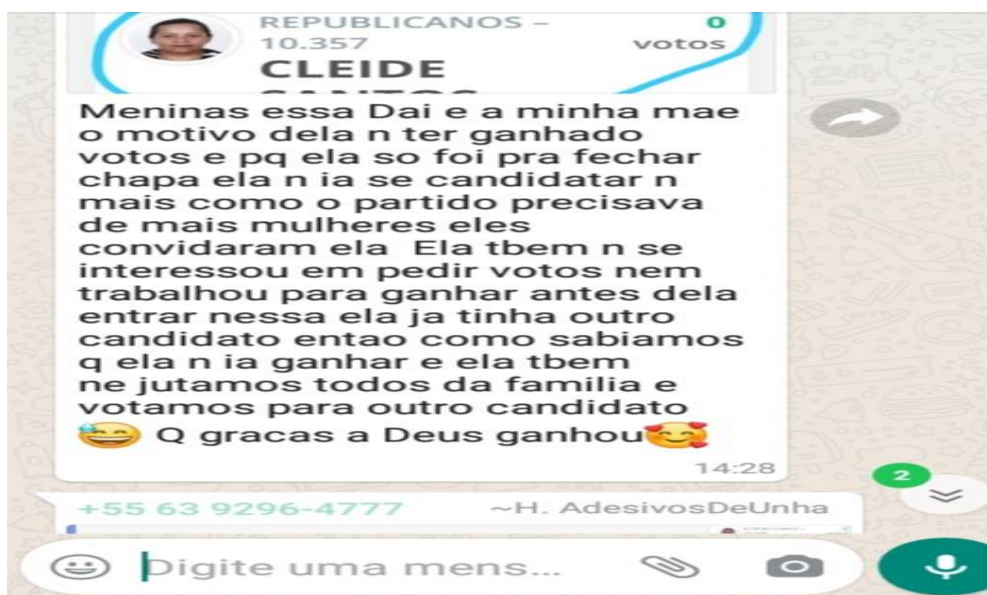 REPUBLICANOS – 0
10.357 votos
CLEIDE
SANTOS
Meninas essa Dai e a minha mae
o motivo dela n ter ganhado
votos e pq ela so foi pra fechar
chapa ela n ia se candidatar n
mais como o partido precisava
de mais mulheres eles
convidaram ela Ela tbem n se
interessou em pedir votos nem
trabalhou para ganhar antes dela
entrar nessa ela ja tinha outro
candidato entao como sabiamos
q ela n ia ganhar e ela tbem
ne jutamos todos da familia e
votamos para outro candidato
😅 Q gracas a Deus ganhou🥰
14:28
2
+55 63 9296-4777 ~H. AdesivosDeUnha
Digite uma mens...